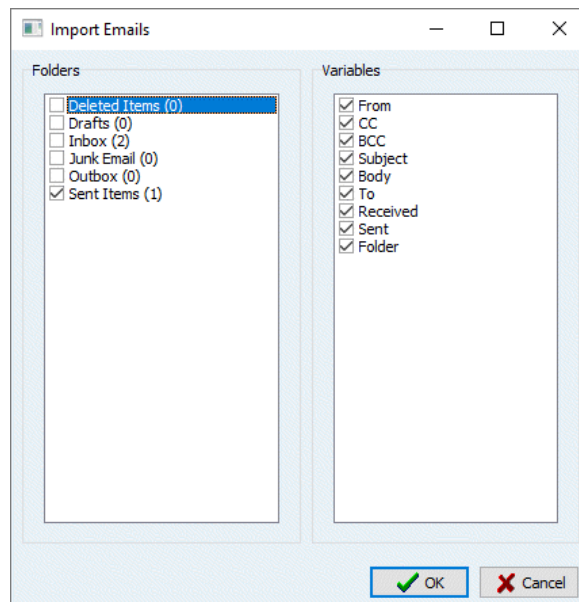 Import Emails
Folders
Deleted Items (0)
Drafts (0)
Inbox (2)
Junk Email (0)
Outbox (0)
Sent Items (1)
Variables
From
CC
BCC
Subject
Body
To
Received
Sent
Folder
OK
Cancel